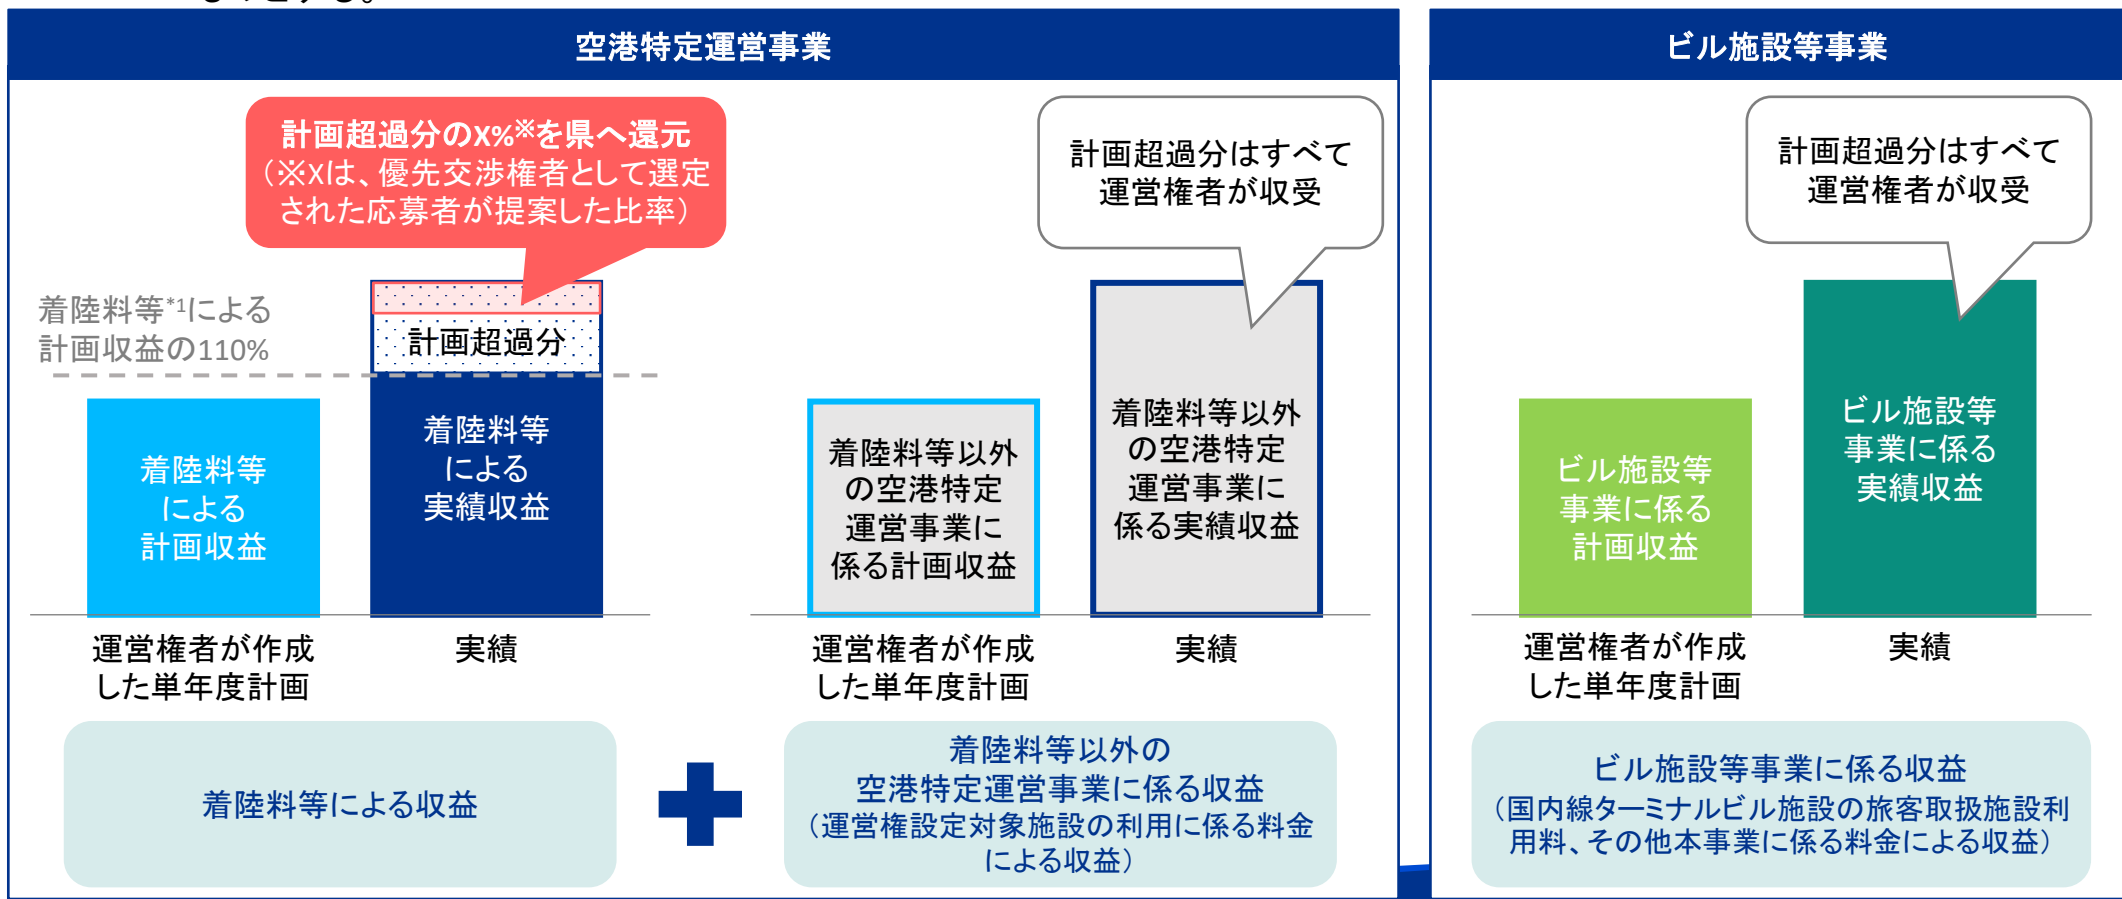 ものとする。
空港特定運営事業
計画超過分のX%※を県へ還元
（※Xは、優先交渉権者として選定
された応募者が提案した比率）
計画超過分はすべて
運営権者が収受
着陸料等*1による
計画収益の110%
計画超過分
着陸料等
による
計画収益
着陸料等
による
実績収益
着陸料等以外
の空港特定
運営事業に
係る計画収益
着陸料等以外
の空港特定
運営事業に
係る実績収益
運営権者が作成
した単年度計画
実績
運営権者が作成
した単年度計画
実績
着陸料等による収益
着陸料等以外の
空港特定運営事業に係る収益
（運営権設定対象施設の利用に係る料金
による収益）
ビル施設等事業
計画超過分はすべて
運営権者が収受
ビル施設等
事業に係る
計画収益
ビル施設等
事業に係る
実績収益
運営権者が作成
した単年度計画
実績
ビル施設等事業に係る収益
（国内線ターミナルビル施設の旅客取扱施設利
用料、その他本事業に係る料金による収益）